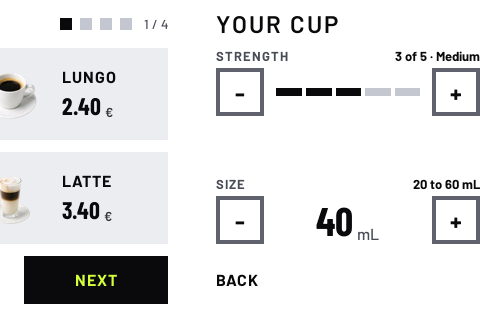 1 / 4
LUNGO
2.40 €
LATTE
3.40 €
NEXT
YOUR CUP
STRENGTH
3 of 5 · Medium
-
+
SIZE
20 to 60 mL
-
40 mL
+
BACK